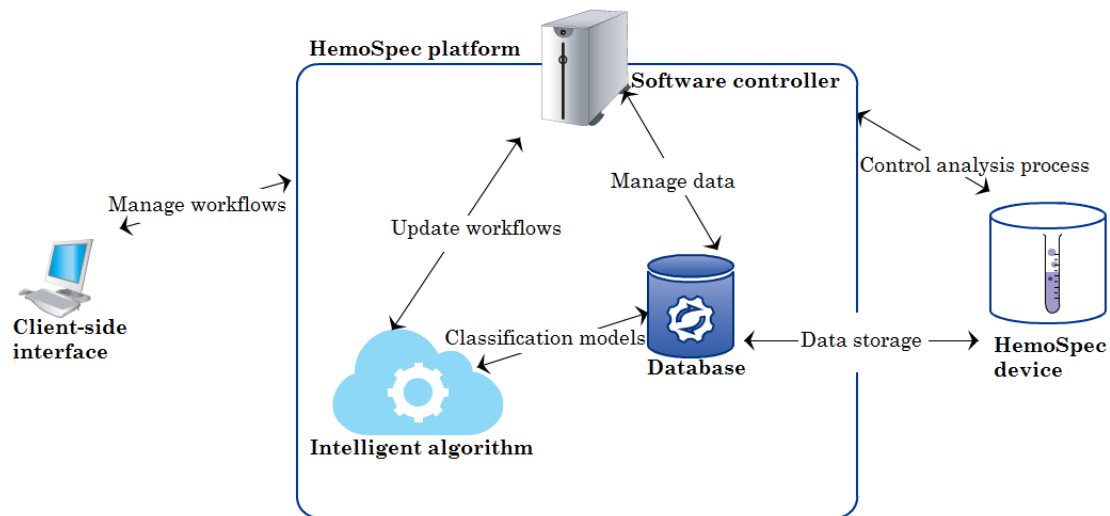 HemoSpec platform
Software controller
Control analysis process
Manage data
Manage workflows
Update workflows
Client-side
interface
Classification models
Database
Data storage
HemoSpec
device
Intelligent algorithm